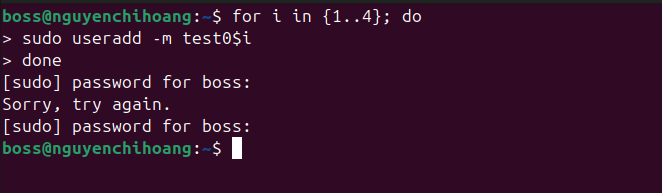 boss@nguyenchihoang:~$ for i in {1..4}; do
> sudo useradd -m test0$i
> done
[sudo] password for boss:
Sorry, try again.
[sudo] password for boss:
boss@nguyenchihoang:~$